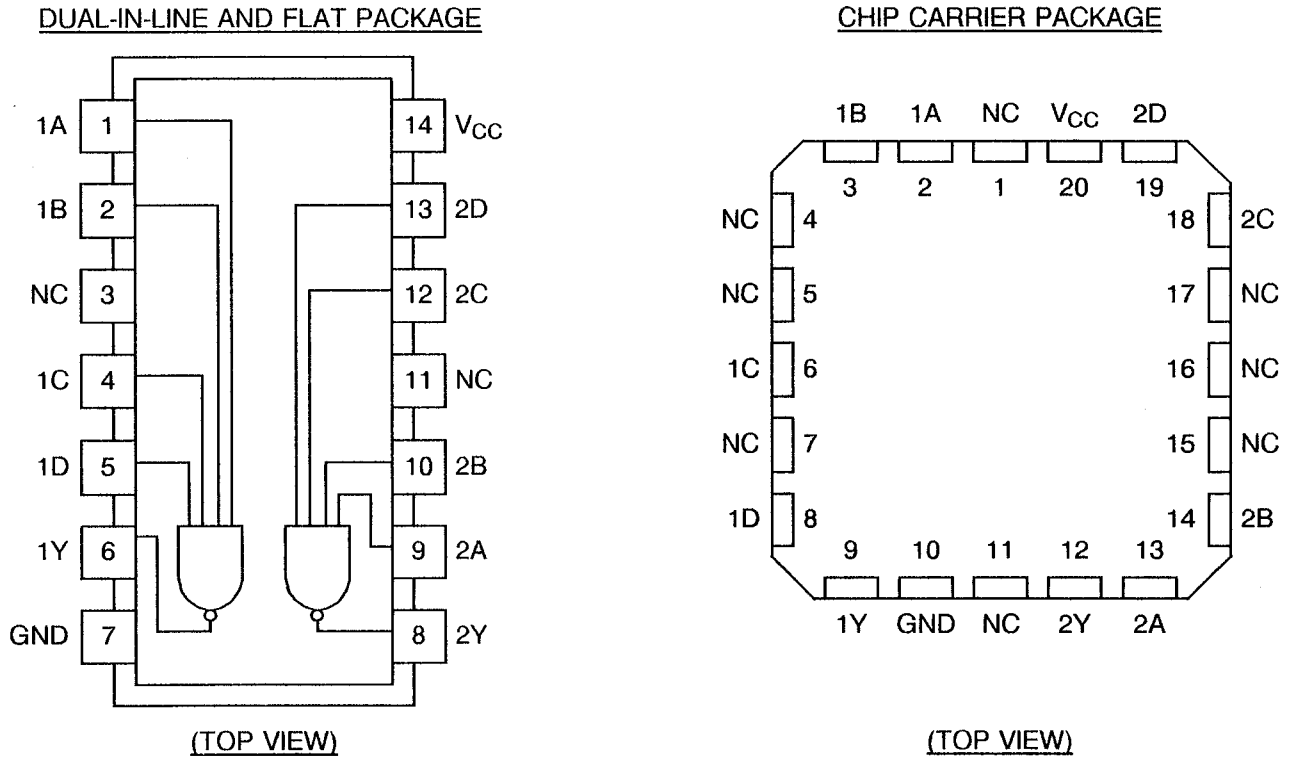 DUAL-IN-LINE AND FLAT PACKAGE
1A 1 14 VCC
1B 2 13 2D
NC 3 12 2C
1C 4 11 NC
1D 5 10 2B
1Y 6 9 2A
GND 7 8 2Y
(TOP VIEW)
CHIP CARRIER PACKAGE
1B 1A NC VCC 2D
3 2 1 20 19
NC 4 18 2C
NC 5 17 NC
1C 6 16 NC
NC 7 15 NC
1D 8 14 2B
9 10 11 12 13
1Y GND NC 2Y 2A
(TOP VIEW)